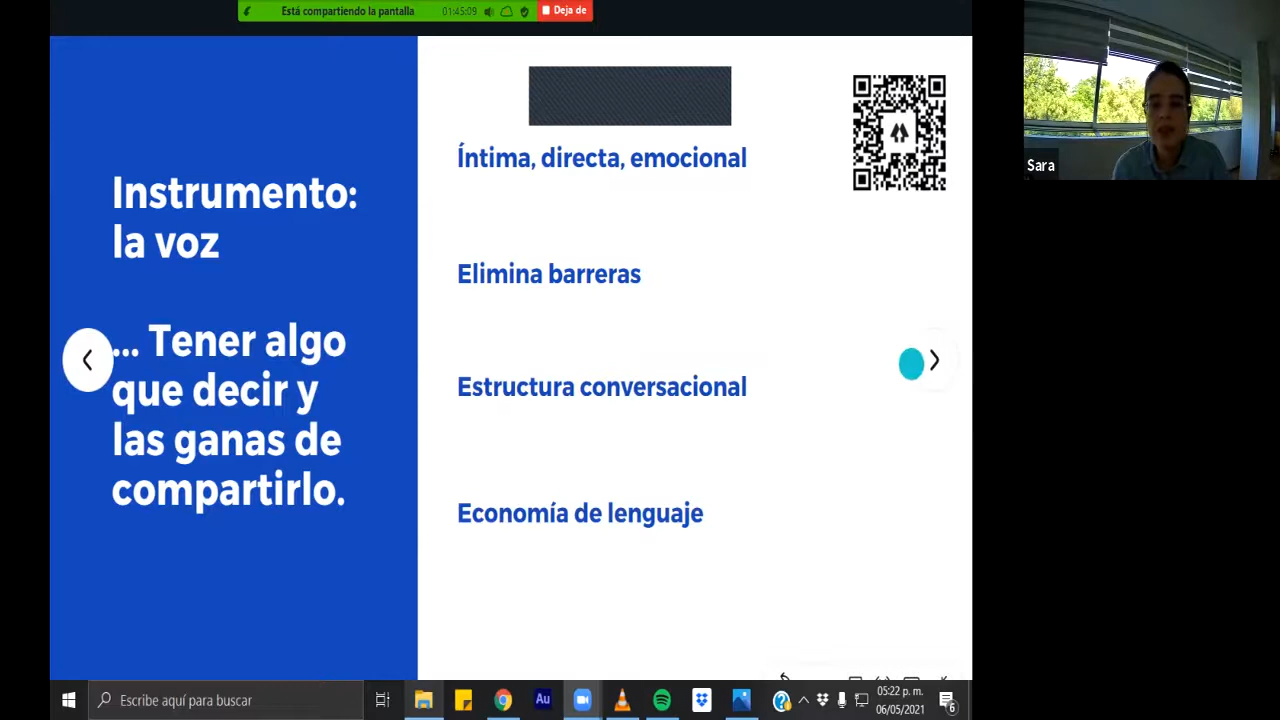 Está compartiendo la pantalla
01:45:09
Deja de
Instrumento:
la voz
... Tener algo
que decir y
las ganas de
compartirlo.
Íntima, directa, emocional
Elimina barreras
Estructura conversacional
Economía de lenguaje
Sara
Escribe aquí para buscar
Au
05:22 p. m.
06/05/2021
6